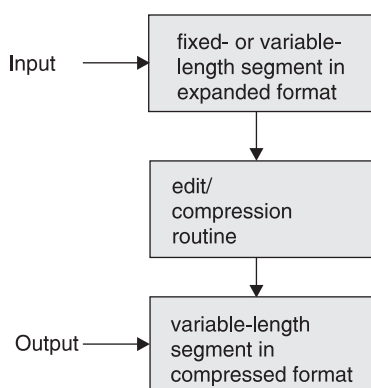 Input
fixed- or variable-
length segment in
expanded format
edit/
compression
routine
Output
variable-length
segment in
compressed format